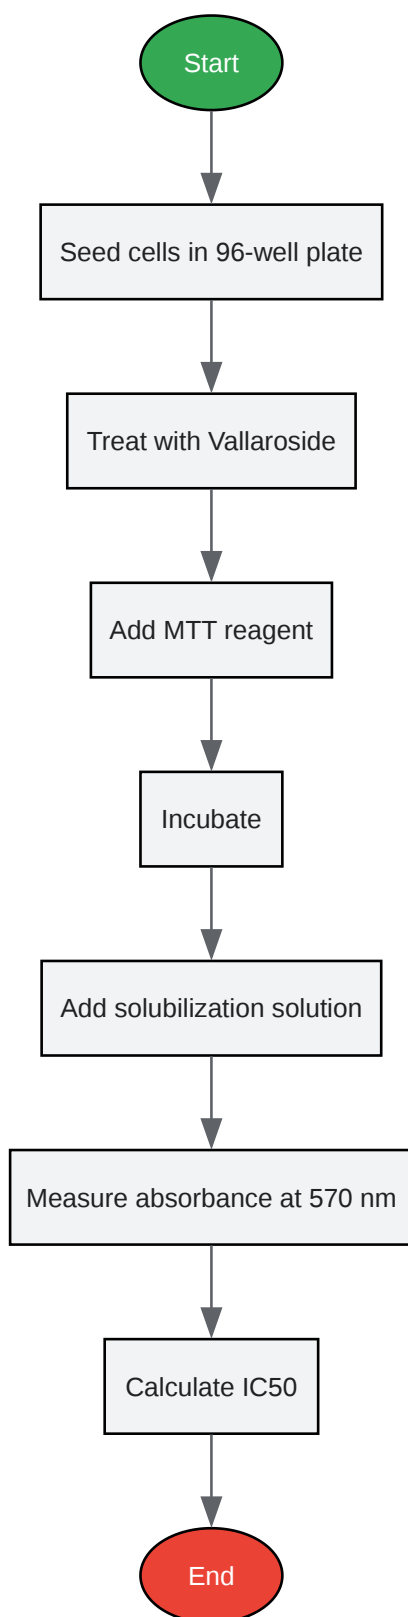 Start
Seed cells in 96-well plate
Treat with Vallaroside
Add MTT reagent
Incubate
Add solubilization solution
Measure absorbance at 570 nm
Calculate IC50
End